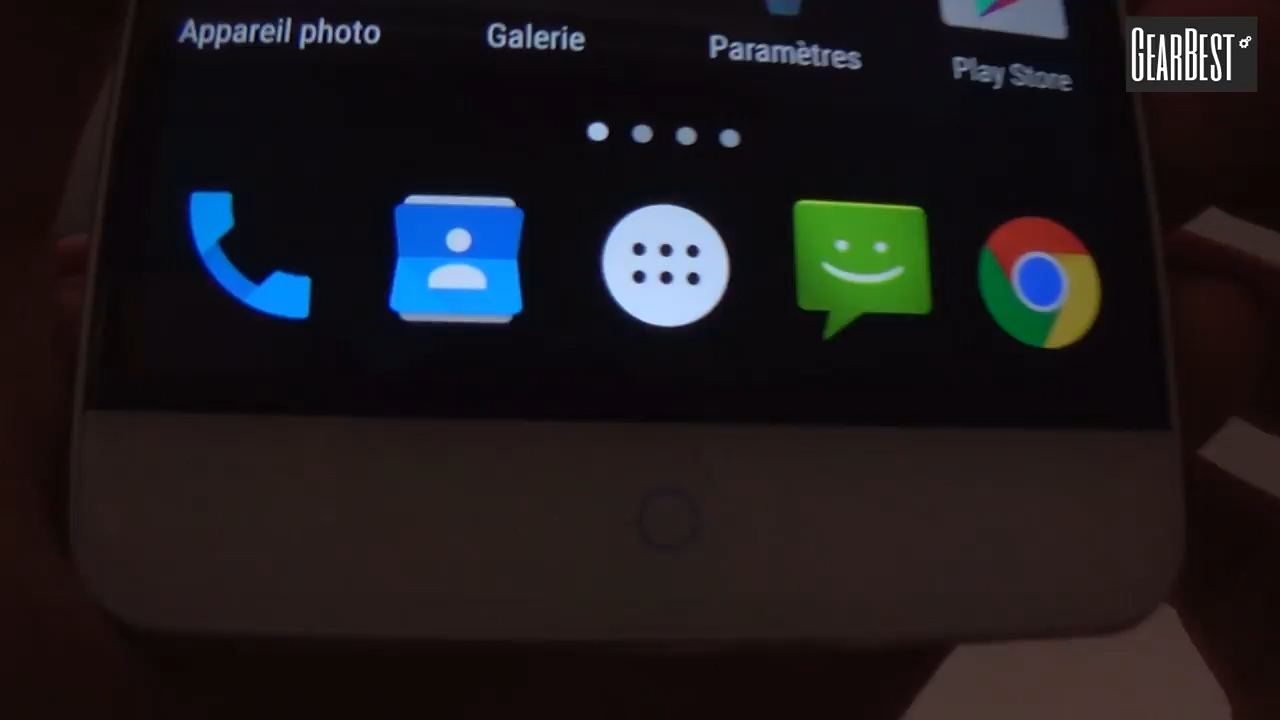 Appareil photo
Galerie
Paramètres
Play Store
GEARBEST